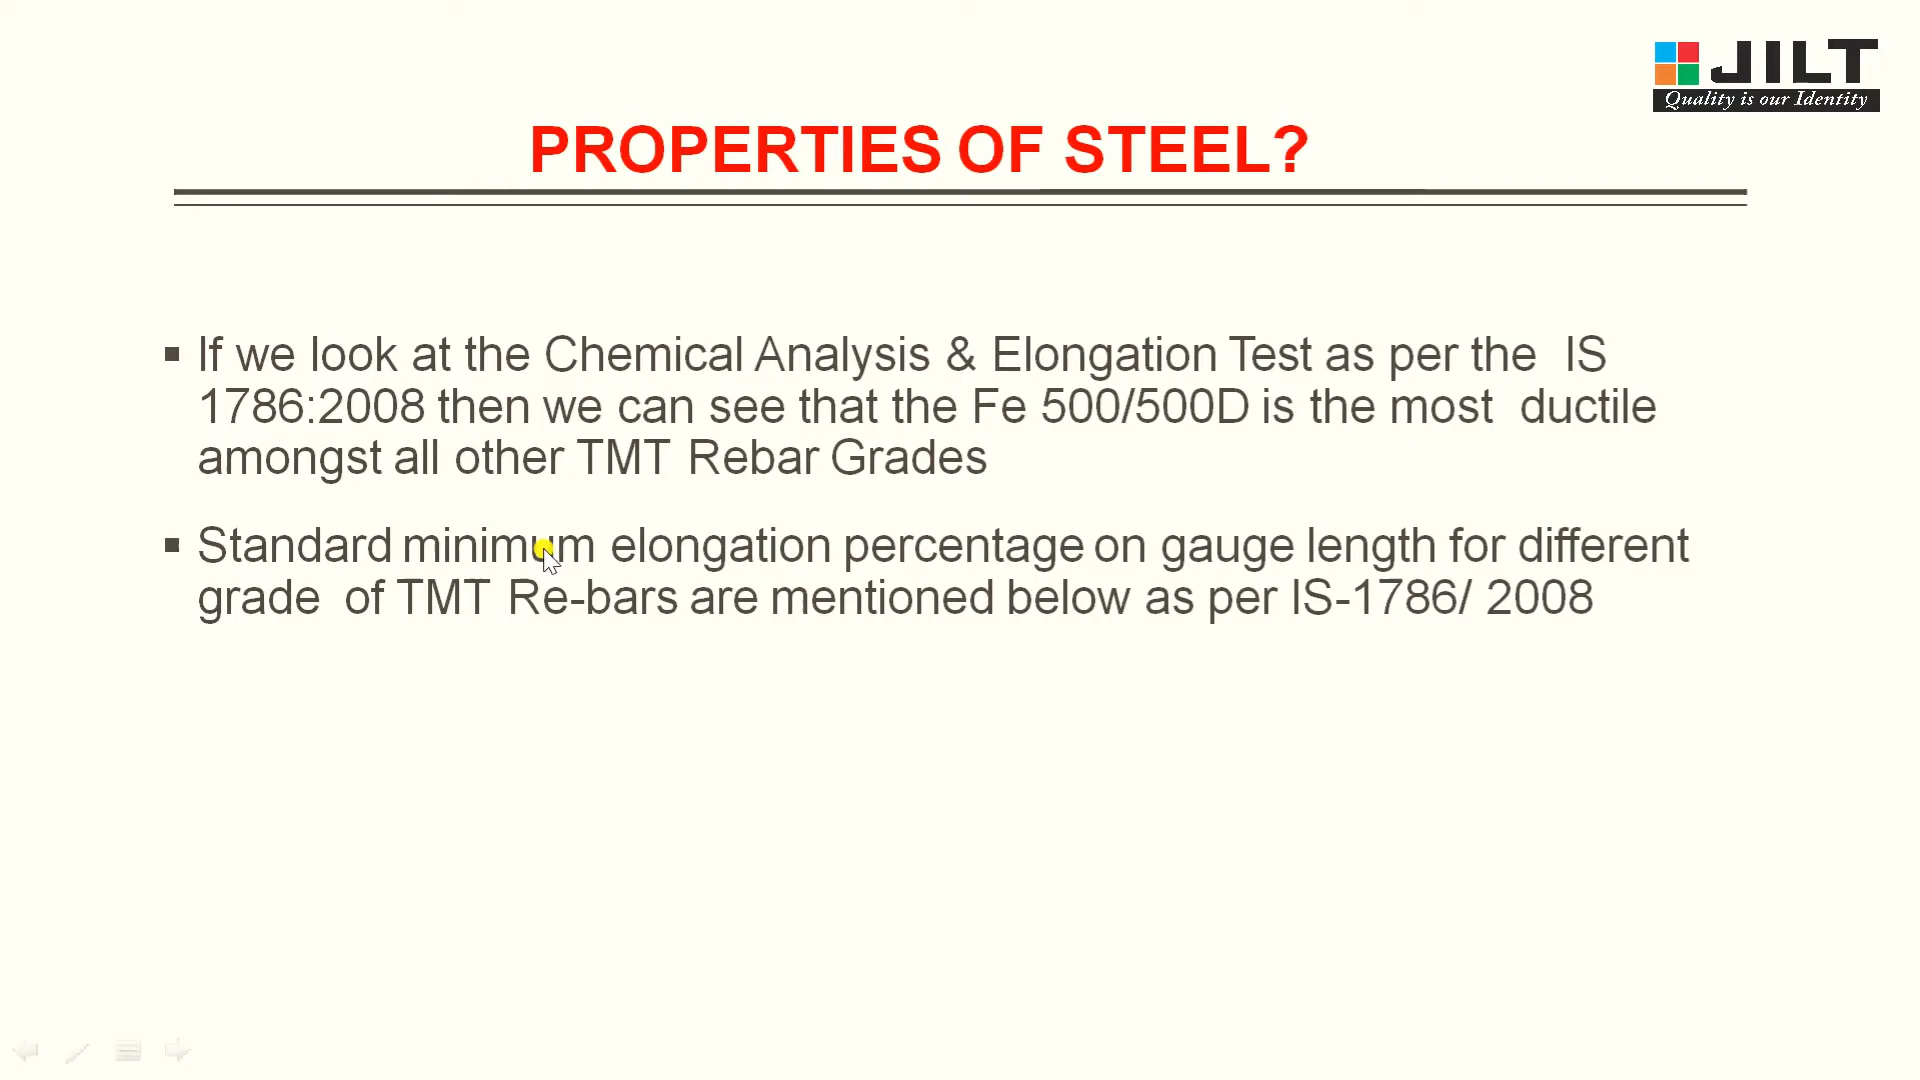 JILT
Quality is our Identity
PROPERTIES OF STEEL?
If we look at the Chemical Analysis & Elongation Test as per the IS
1786:2008 then we can see that the Fe 500/500D is the most ductile
amongst all other TMT Rebar Grades
Standard minimum elongation percentage on gauge length for different
grade of TMT Re-bars are mentioned below as per IS-1786/ 2008